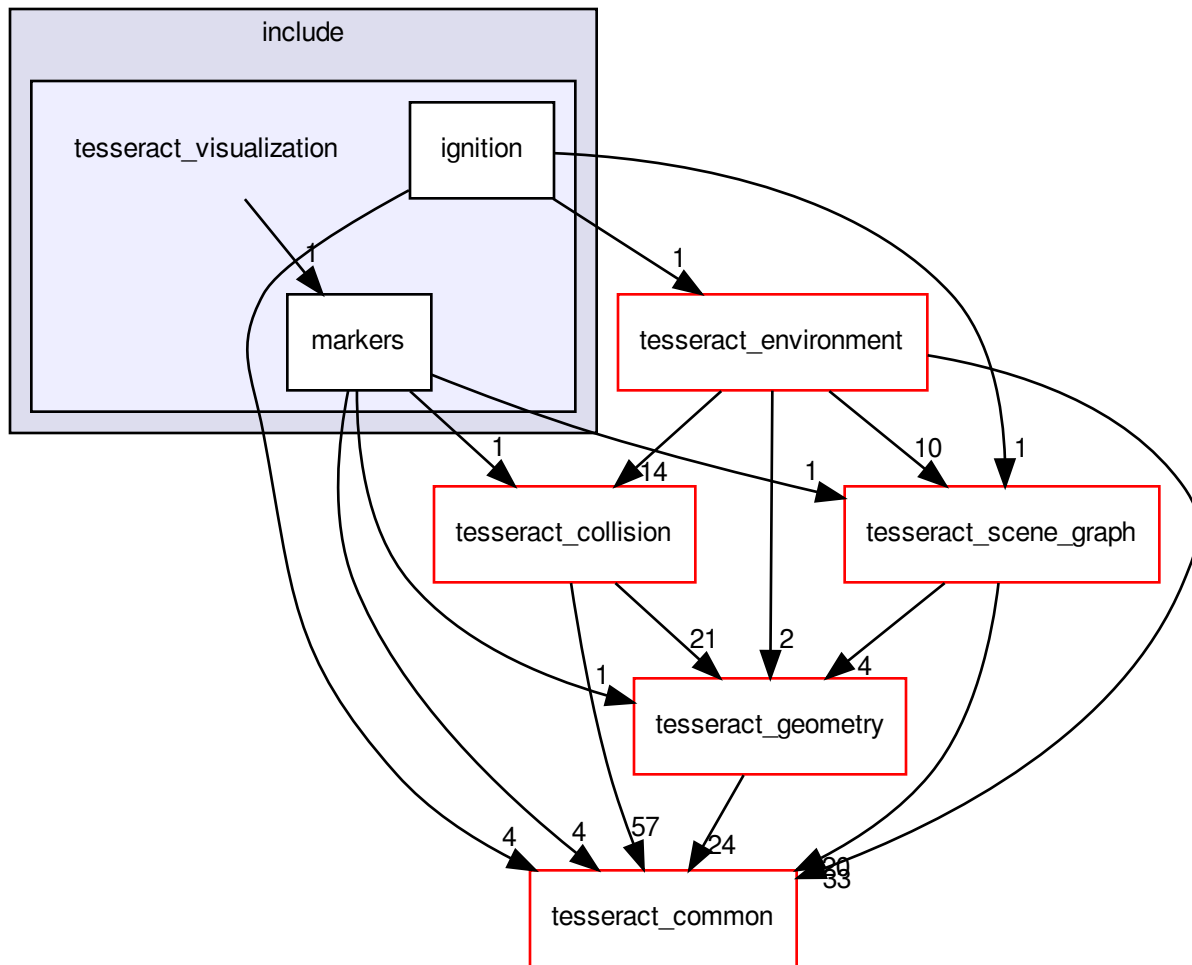 include
tesseract_visualization
ignition
1
1
markers
tesseract_environment
1
14
10
1
1
tesseract_collision
tesseract_scene_graph
21
2
4
1
tesseract_geometry
4
4
57
24
33
tesseract_common